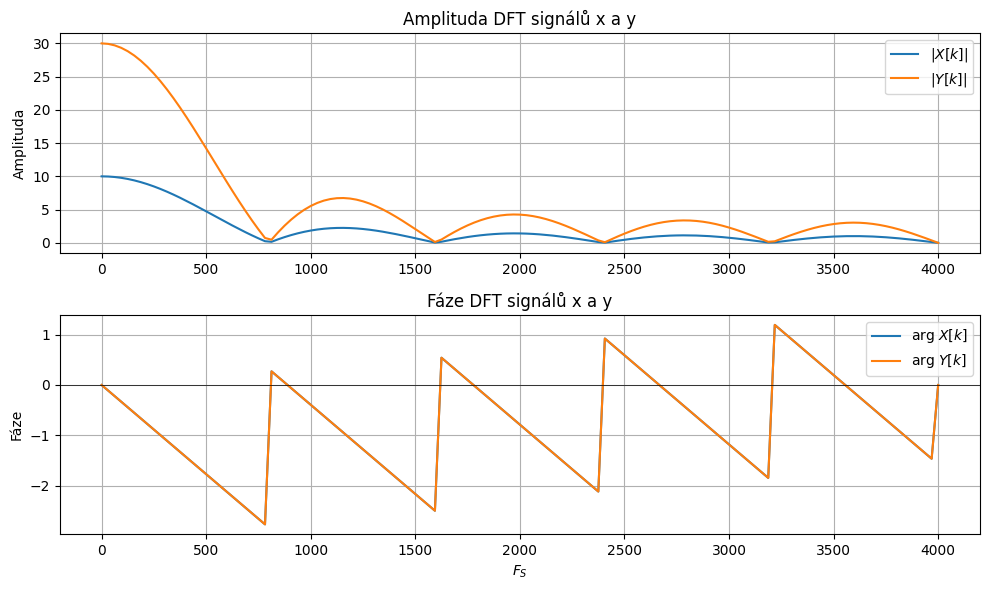 Amplituda DFT signálů x a y
30
25
20
15
10
5
0
Amplituda
|X[k]|
|Y[k]|
0 500 1000 1500 2000 2500 3000 3500 4000
Fáze DFT signálů x a y
1
0
−1
−2
Fáze
arg X[k]
arg Y[k]
0 500 1000 1500 2000 2500 3000 3500 4000
F_S